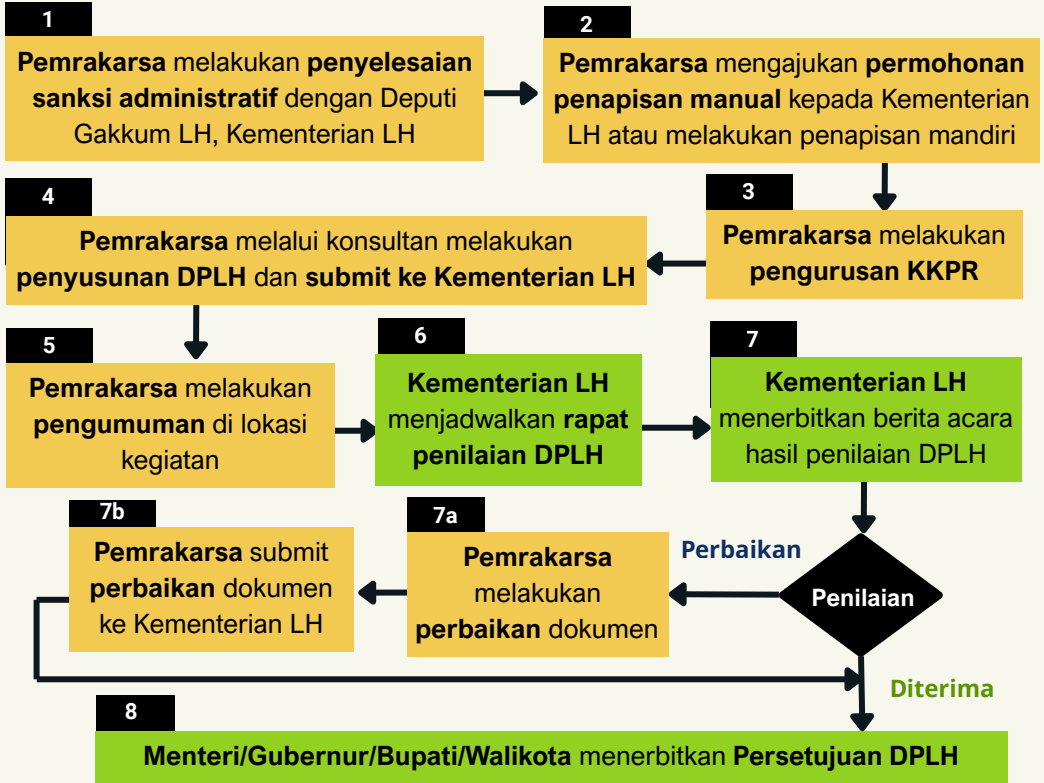 1
Pemrakarsa melakukan penyelesaian
sanksi administratif dengan Deputi
Gakkum LH, Kementerian LH
2
Pemrakarsa mengajukan permohonan
penapisan manual kepada Kementerian
LH atau melakukan penapisan mandiri
3
Pemrakarsa melakukan
pengurusan KKPR
4
Pemrakarsa melalui konsultan melakukan
penyusunan DPLH dan submit ke Kementerian LH
5
Pemrakarsa melakukan
pengumuman di lokasi
kegiatan
6
Kementerian LH
menjadwalkan rapat
penilaian DPLH
7
Kementerian LH
menerbitkan berita acara
hasil penilaian DPLH
Penilaian
Perbaikan
7a
Pemrakarsa
melakukan
perbaikan dokumen
7b
Pemrakarsa submit
perbaikan dokumen
ke Kementerian LH
Diterima
8
Menteri/Gubernur/Bupati/Walikota menerbitkan Persetujuan DPLH